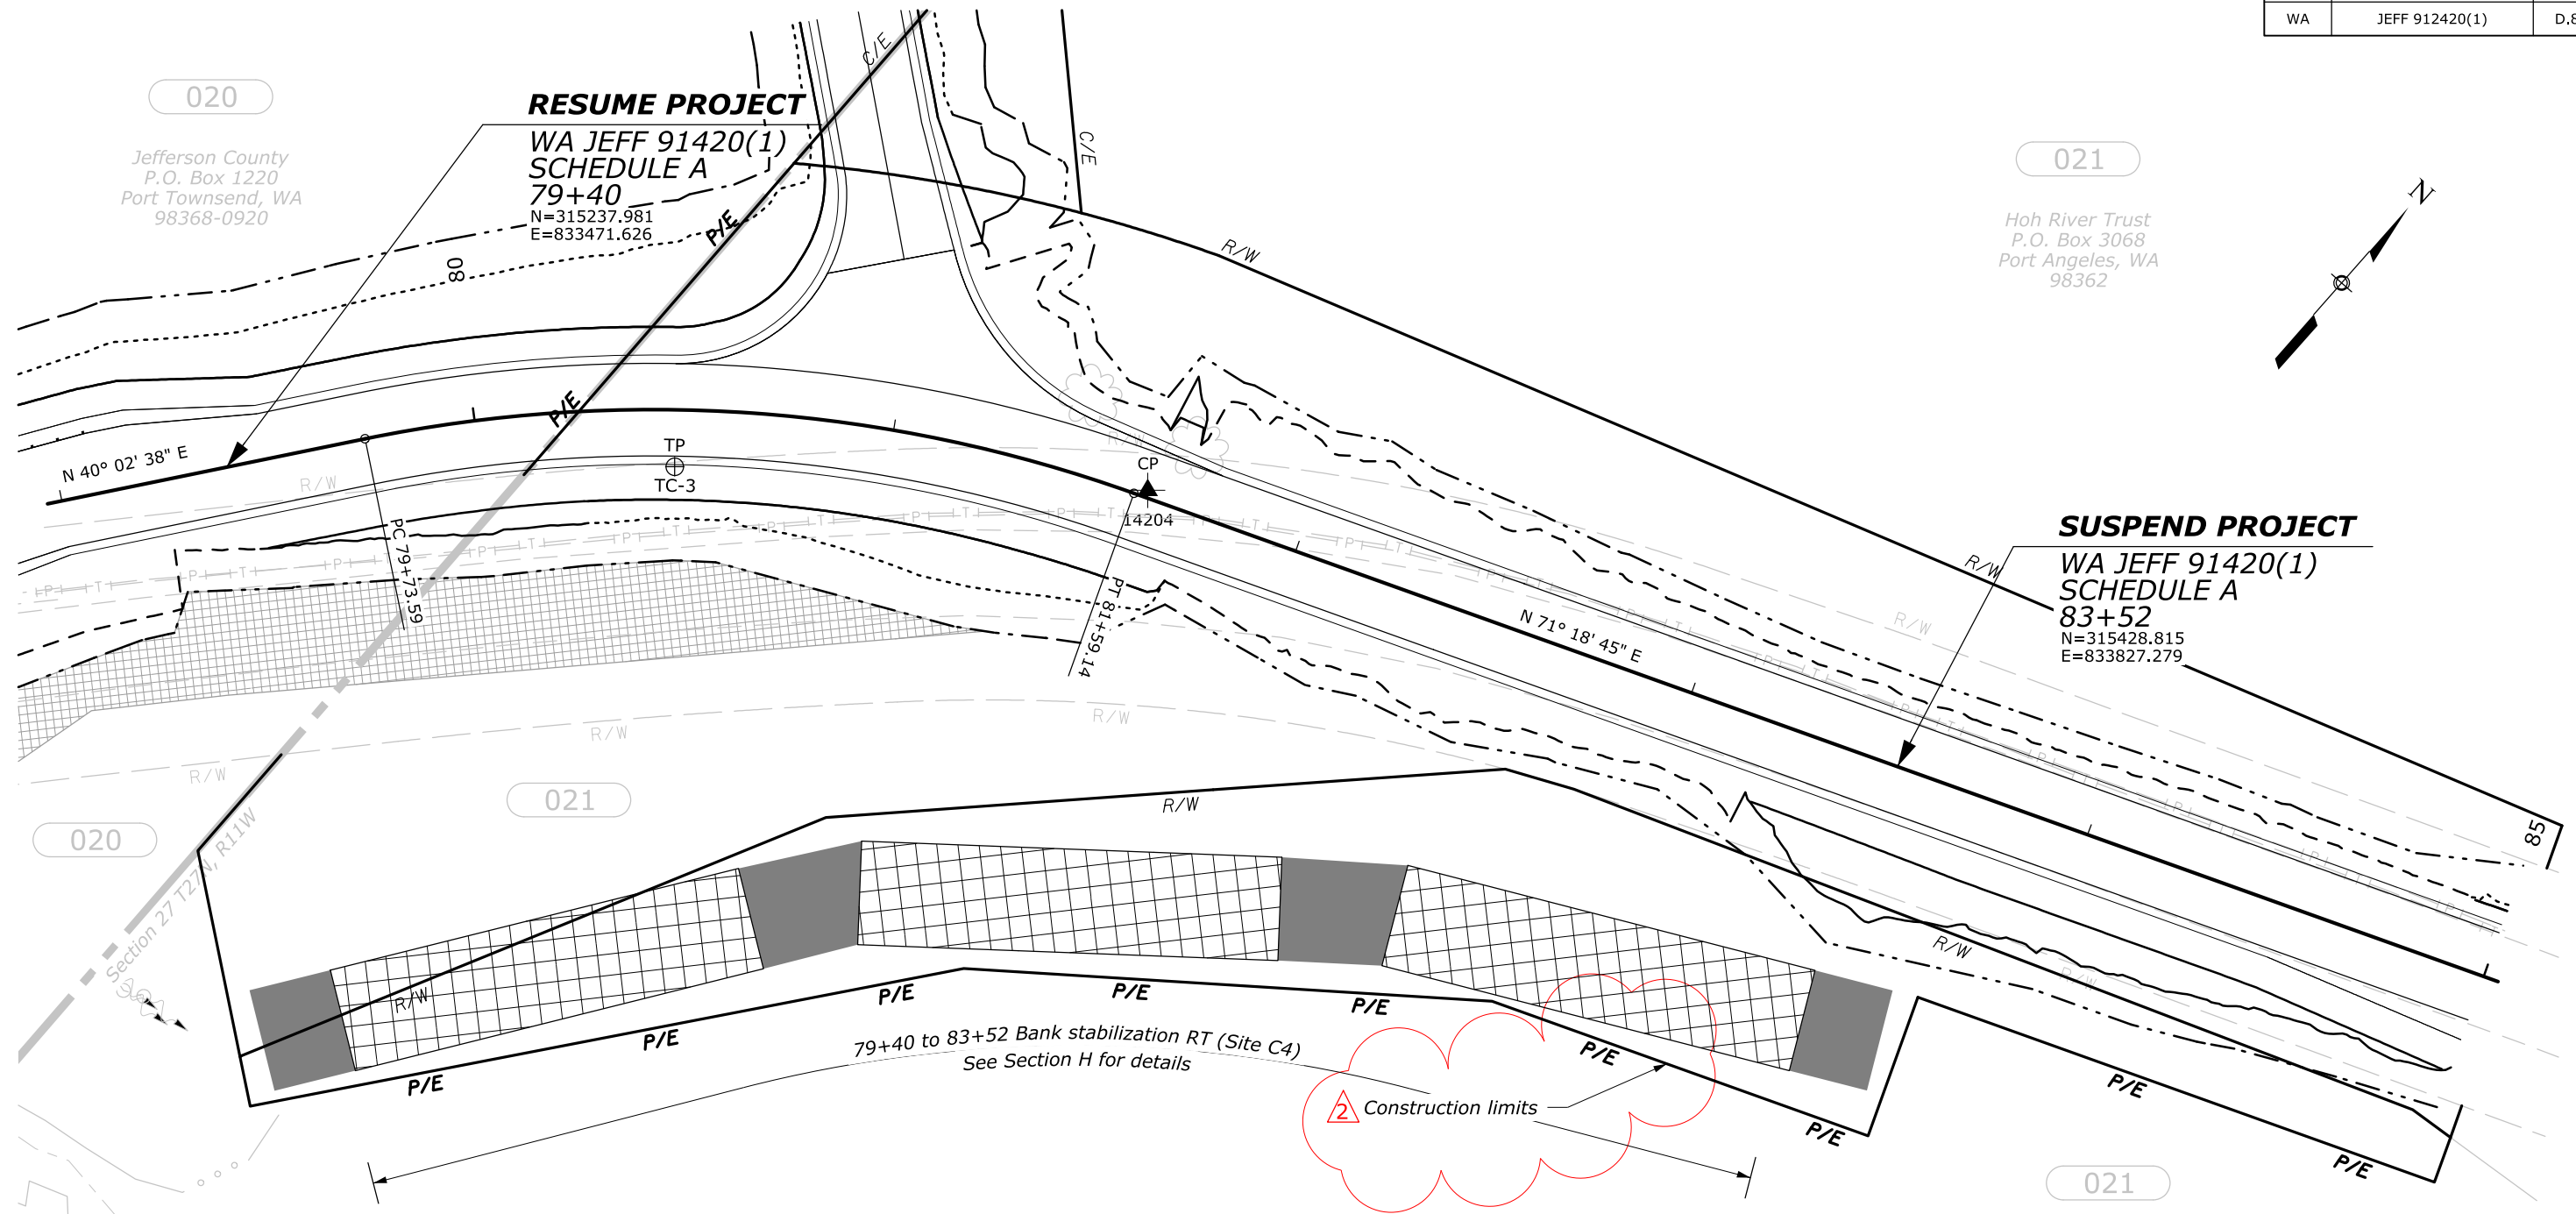 WA JEFF 912420(1)
020
Jefferson County
P.O. Box 1220
Port Townsend, WA
98368-0920
RESUME PROJECT
WA JEFF 91420(1)
SCHEDULE A
79+40
N=315237.981
E=833471.626
C/E
C/E
P/E
P/E
80
R/W
021
Hoh River Trust
P.O. Box 3068
Port Angeles, WA
98362
N
N 40° 02' 38" E
R/W
TP
TC-3
R/W
CP
14204
PC 79+73.59
PT 81+59.14
N 71° 18' 45" E
SUSPEND PROJECT
WA JEFF 91420(1)
SCHEDULE A
83+52
N=315428.815
E=833827.279
R/W
R/W
R/W
R/W
R/W
85
020
021
R/W
Section 27 T27N, R11W
R/W
R/W
R/W
P/E
P/E
P/E
P/E
P/E
P/E
P/E
P/E
P/E
79+40 to 83+52 Bank stabilization RT (Site C4)
See Section H for details
2 Construction limits
021